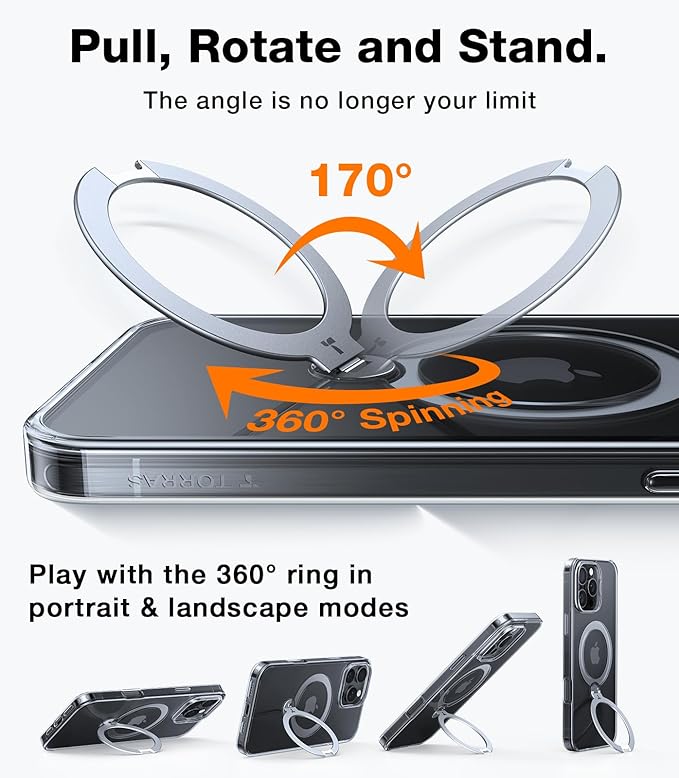 Pull, Rotate and Stand.
The angle is no longer your limit
170°
360° Spinning
TORRAS
Play with the 360° ring in
portrait & landscape modes